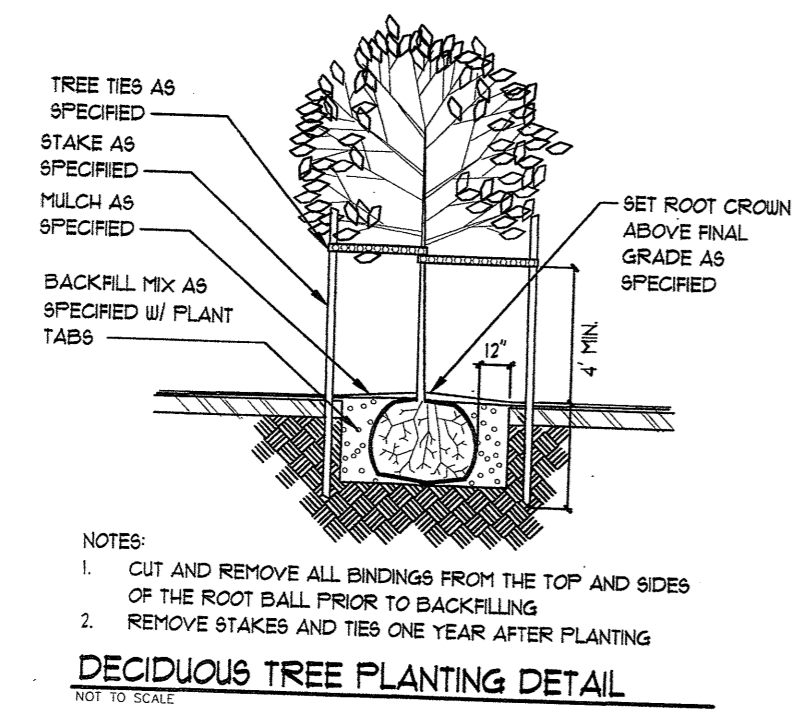 TREE TIES AS
SPECIFIED
STAKE AS
SPECIFIIED
MULCH AS
SPECIFIED
BACKFILL MIX AS
SPECIFIED W/ PLANT
TABS
SET ROOT CROWN
ABOVE FINAL
GRADE AS
SPECIFIED
12"
4' MIN.
NOTES:
1. CUT AND REMOVE ALL BINDINGS FROM THE TOP AND SIDES
OF THE ROOT BALL PRIOR TO BACKFILLING
2. REMOVE STAKES AND TIES ONE YEAR AFTER PLANTING
DECIDUOUS TREE PLANTING DETAIL
NOT TO SCALE